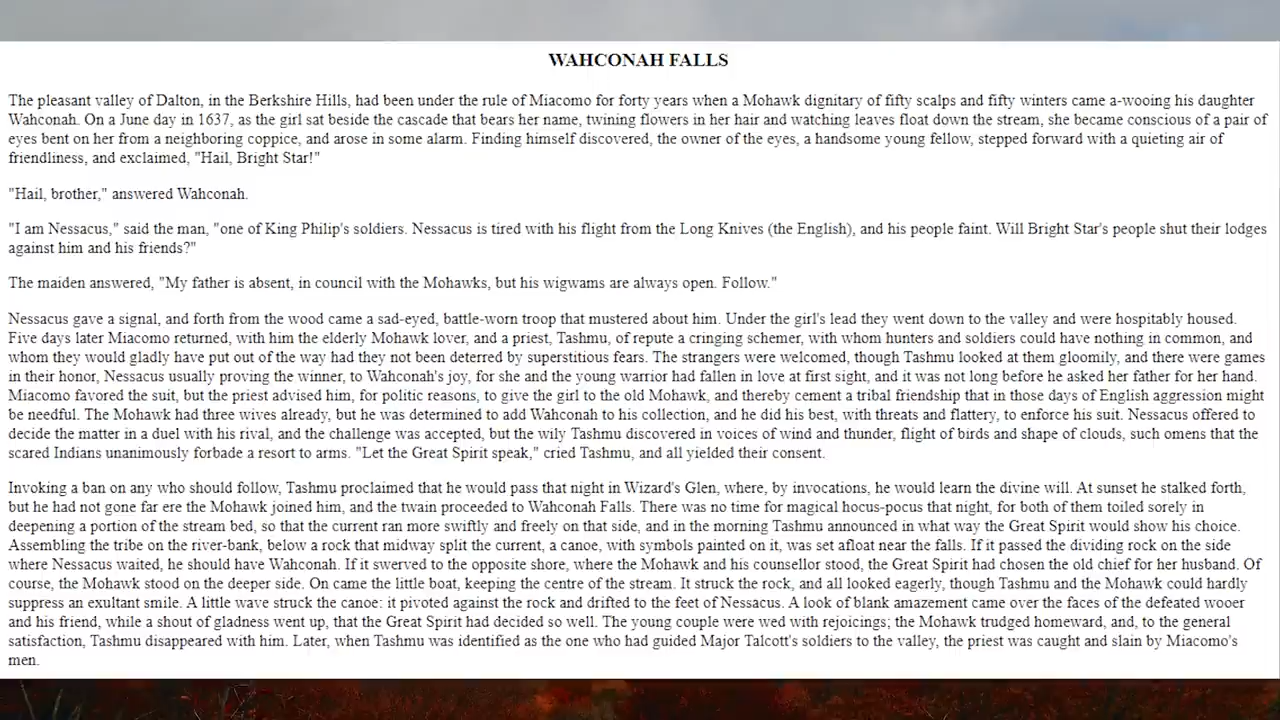 WAHCONAH FALLS
The pleasant valley of Dalton, in the Berkshire Hills, had been under the rule of Miacomo for forty years when a Mohawk dignitary of fifty scalps and fifty winters came a-wooing his daughter
Wahconah. On a June day in 1637, as the girl sat beside the cascade that bears her name, twining flowers in her hair and watching leaves float down the stream, she became conscious of a pair of
eyes bent on her from a neighboring coppice, and arose in some alarm. Finding himself discovered, the owner of the eyes, a handsome young fellow, stepped forward with a quieting air of
friendliness, and exclaimed, "Hail, Bright Star!"
"Hail, brother," answered Wahconah.
"I am Nessacus," said the man, "one of King Philip's soldiers. Nessacus is tired with his flight from the Long Knives (the English), and his people faint. Will Bright Star's people shut their lodges
against him and his friends?"
The maiden answered, "My father is absent, in council with the Mohawks, but his wigwams are always open. Follow."
Nessacus gave a signal, and forth from the wood came a sad-eyed, battle-worn troop that mustered about him. Under the girl's lead they went down to the valley and were hospitably housed.
Five days later Miacomo returned, with him the elderly Mohawk lover, and a priest, Tashmu, of repute a cringing schemer, with whom hunters and soldiers could have nothing in common, and
whom they would gladly have put out of the way had they not been deterred by superstitious fears. The strangers were welcomed, though Tashmu looked at them gloomily, and there were games
in their honor, Nessacus usually proving the winner, to Wahconah's joy, for she and the young warrior had fallen in love at first sight, and it was not long before he asked her father for her hand.
Miacomo favored the suit, but the priest advised him, for politic reasons, to give the girl to the old Mohawk, and thereby cement a tribal friendship that in those days of English aggression might
be needful. The Mohawk had three wives already, but he was determined to add Wahconah to his collection, and he did his best, with threats and flattery, to enforce his suit. Nessacus offered to
decide the matter in a duel with his rival, and the challenge was accepted, but the wily Tashmu discovered in voices of wind and thunder, flight of birds and shape of clouds, such omens that the
scared Indians unanimously forbade a resort to arms. "Let the Great Spirit speak," cried Tashmu, and all yielded their consent.
Invoking a ban on any who should follow, Tashmu proclaimed that he would pass that night in Wizard's Glen, where, by invocations, he would learn the divine will. At sunset he stalked forth,
but he had not gone far ere the Mohawk joined him, and the twain proceeded to Wahconah Falls. There was no time for magical hocus-pocus that night, for both of them toiled sorely in
deepening a portion of the stream bed, so that the current ran more swiftly and freely on that side, and in the morning Tashmu announced in what way the Great Spirit would show his choice.
Assembling the tribe on the river-bank, below a rock that midway split the current, a canoe, with symbols painted on it, was set afloat near the falls. If it passed the dividing rock on the side
where Nessacus waited, he should have Wahconah. If it swerved to the opposite shore, where the Mohawk and his counsellor stood, the Great Spirit had chosen the old chief for her husband. Of
course, the Mohawk stood on the deeper side. On came the little boat, keeping the centre of the stream. It struck the rock, and all looked eagerly, though Tashmu and the Mohawk could hardly
suppress an exultant smile. A little wave struck the canoe: it pivoted against the rock and drifted to the feet of Nessacus. A look of blank amazement came over the faces of the defeated wooer
and his friend, while a shout of gladness went up, that the Great Spirit had decided so well. The young couple were wed with rejoicings; the Mohawk trudged homeward, and, to the general
satisfaction, Tashmu disappeared with him. Later, when Tashmu was identified as the one who had guided Major Talcott's soldiers to the valley, the priest was caught and slain by Miacomo's
men.